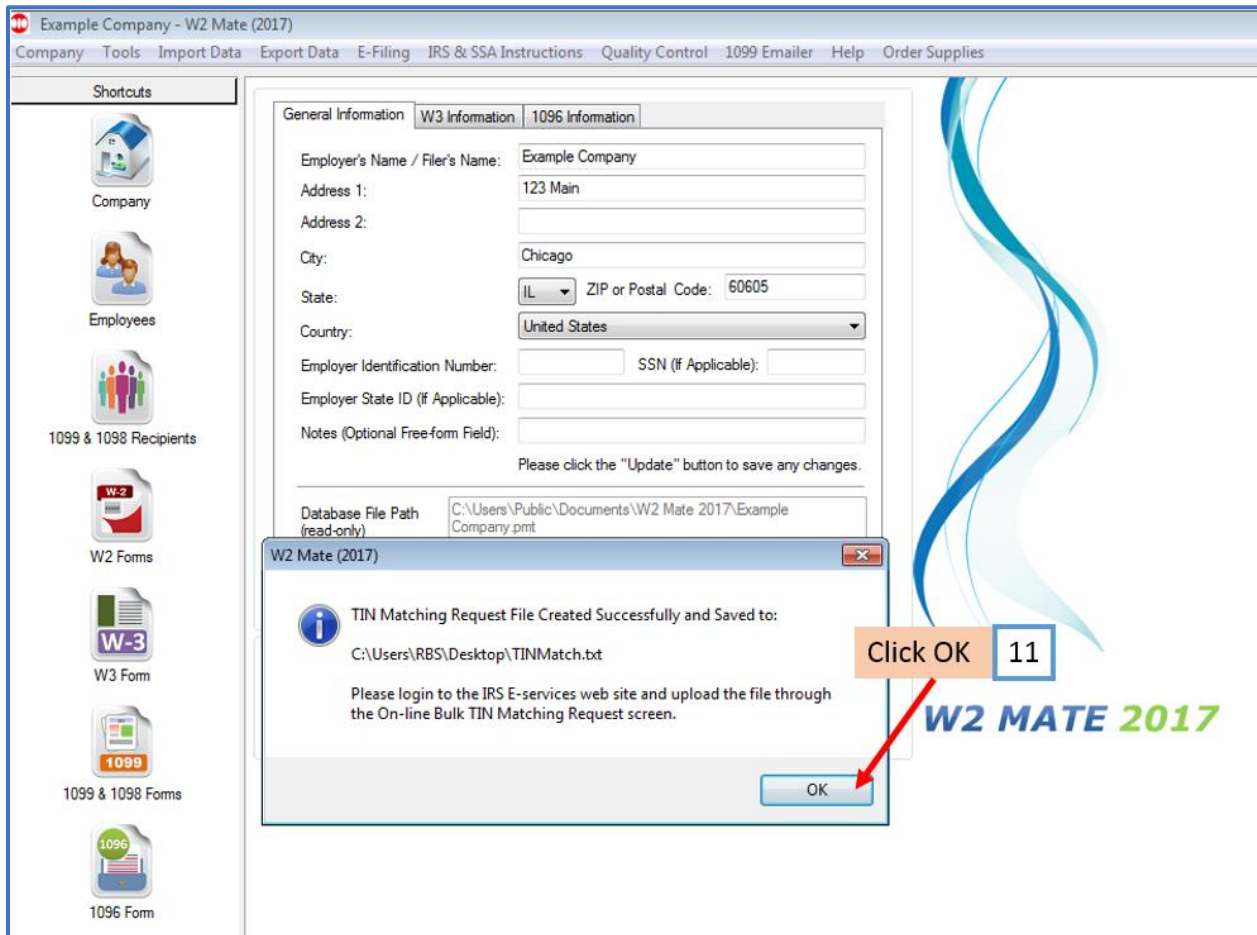 Example Company - W2 Mate (2017)
Company Tools Import Data Export Data E-Filing IRS & SSA Instructions Quality Control 1099 Emailer Help Order Supplies
Shortcuts
Company
Employees
1099 & 1098 Recipients
W-2
W2 Forms
W-3
W3 Form
1099
1099 & 1098 Forms
1096
1096 Form
General Information W3 Information 1096 Information
Employer's Name / Filer's Name: Example Company
Address 1: 123 Main
Address 2:
City: Chicago
State: IL ZIP or Postal Code: 60605
Country: United States
Employer Identification Number: SSN (If Applicable):
Employer State ID (If Applicable):
Notes (Optional Free-form Field):
Please click the "Update" button to save any changes.
Database File Path C:\Users\Public\Documents\W2 Mate 2017\Example
(read-only) Company.pmt
W2 Mate (2017)
TIN Matching Request File Created Successfully and Saved to:
C:\Users\RBS\Desktop\TINMatch.txt
Please login to the IRS E-services web site and upload the file through
the On-line Bulk TIN Matching Request screen.
OK
Click OK 11
W2 MATE 2017